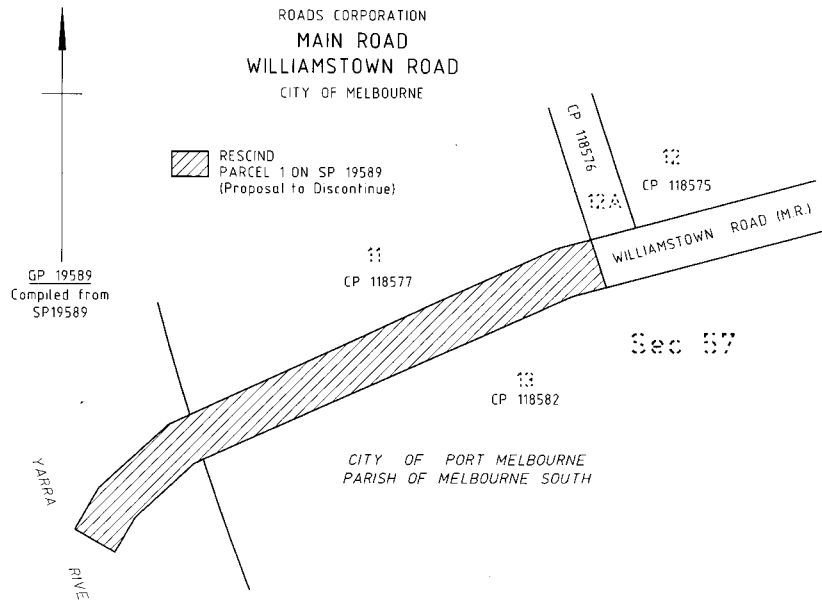 ROADS CORPORATION
MAIN ROAD
WILLIAMSTOWN ROAD
CITY OF MELBOURNE
RESCIND
PARCEL 1 ON SP 19589
(Proposal to Discontinue)
GP 19589
Compiled from
SP19589
CP 118576
12A
12
CP 118575
WILLIAMSTOWN ROAD (M.R.)
11
CP 118577
Sec 57
13
CP 118582
CITY OF PORT MELBOURNE
PARISH OF MELBOURNE SOUTH
YARRA
RIVE